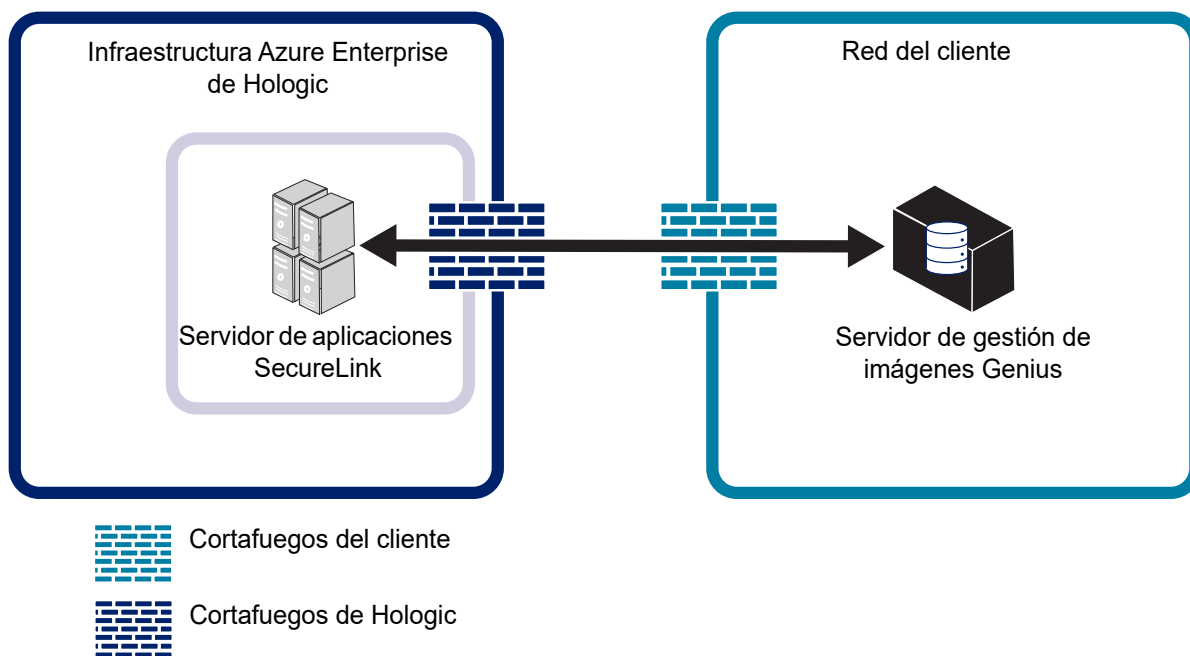 Infraestructura Azure Enterprise
de Hologic
Red del cliente
Servidor de aplicaciones
SecureLink
Servidor de gestión de
imágenes Genius
Cortafuegos del cliente
Cortafuegos de Hologic